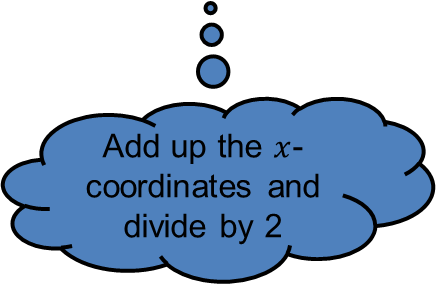 Add up the 𝑥-
coordinates and
divide by 2